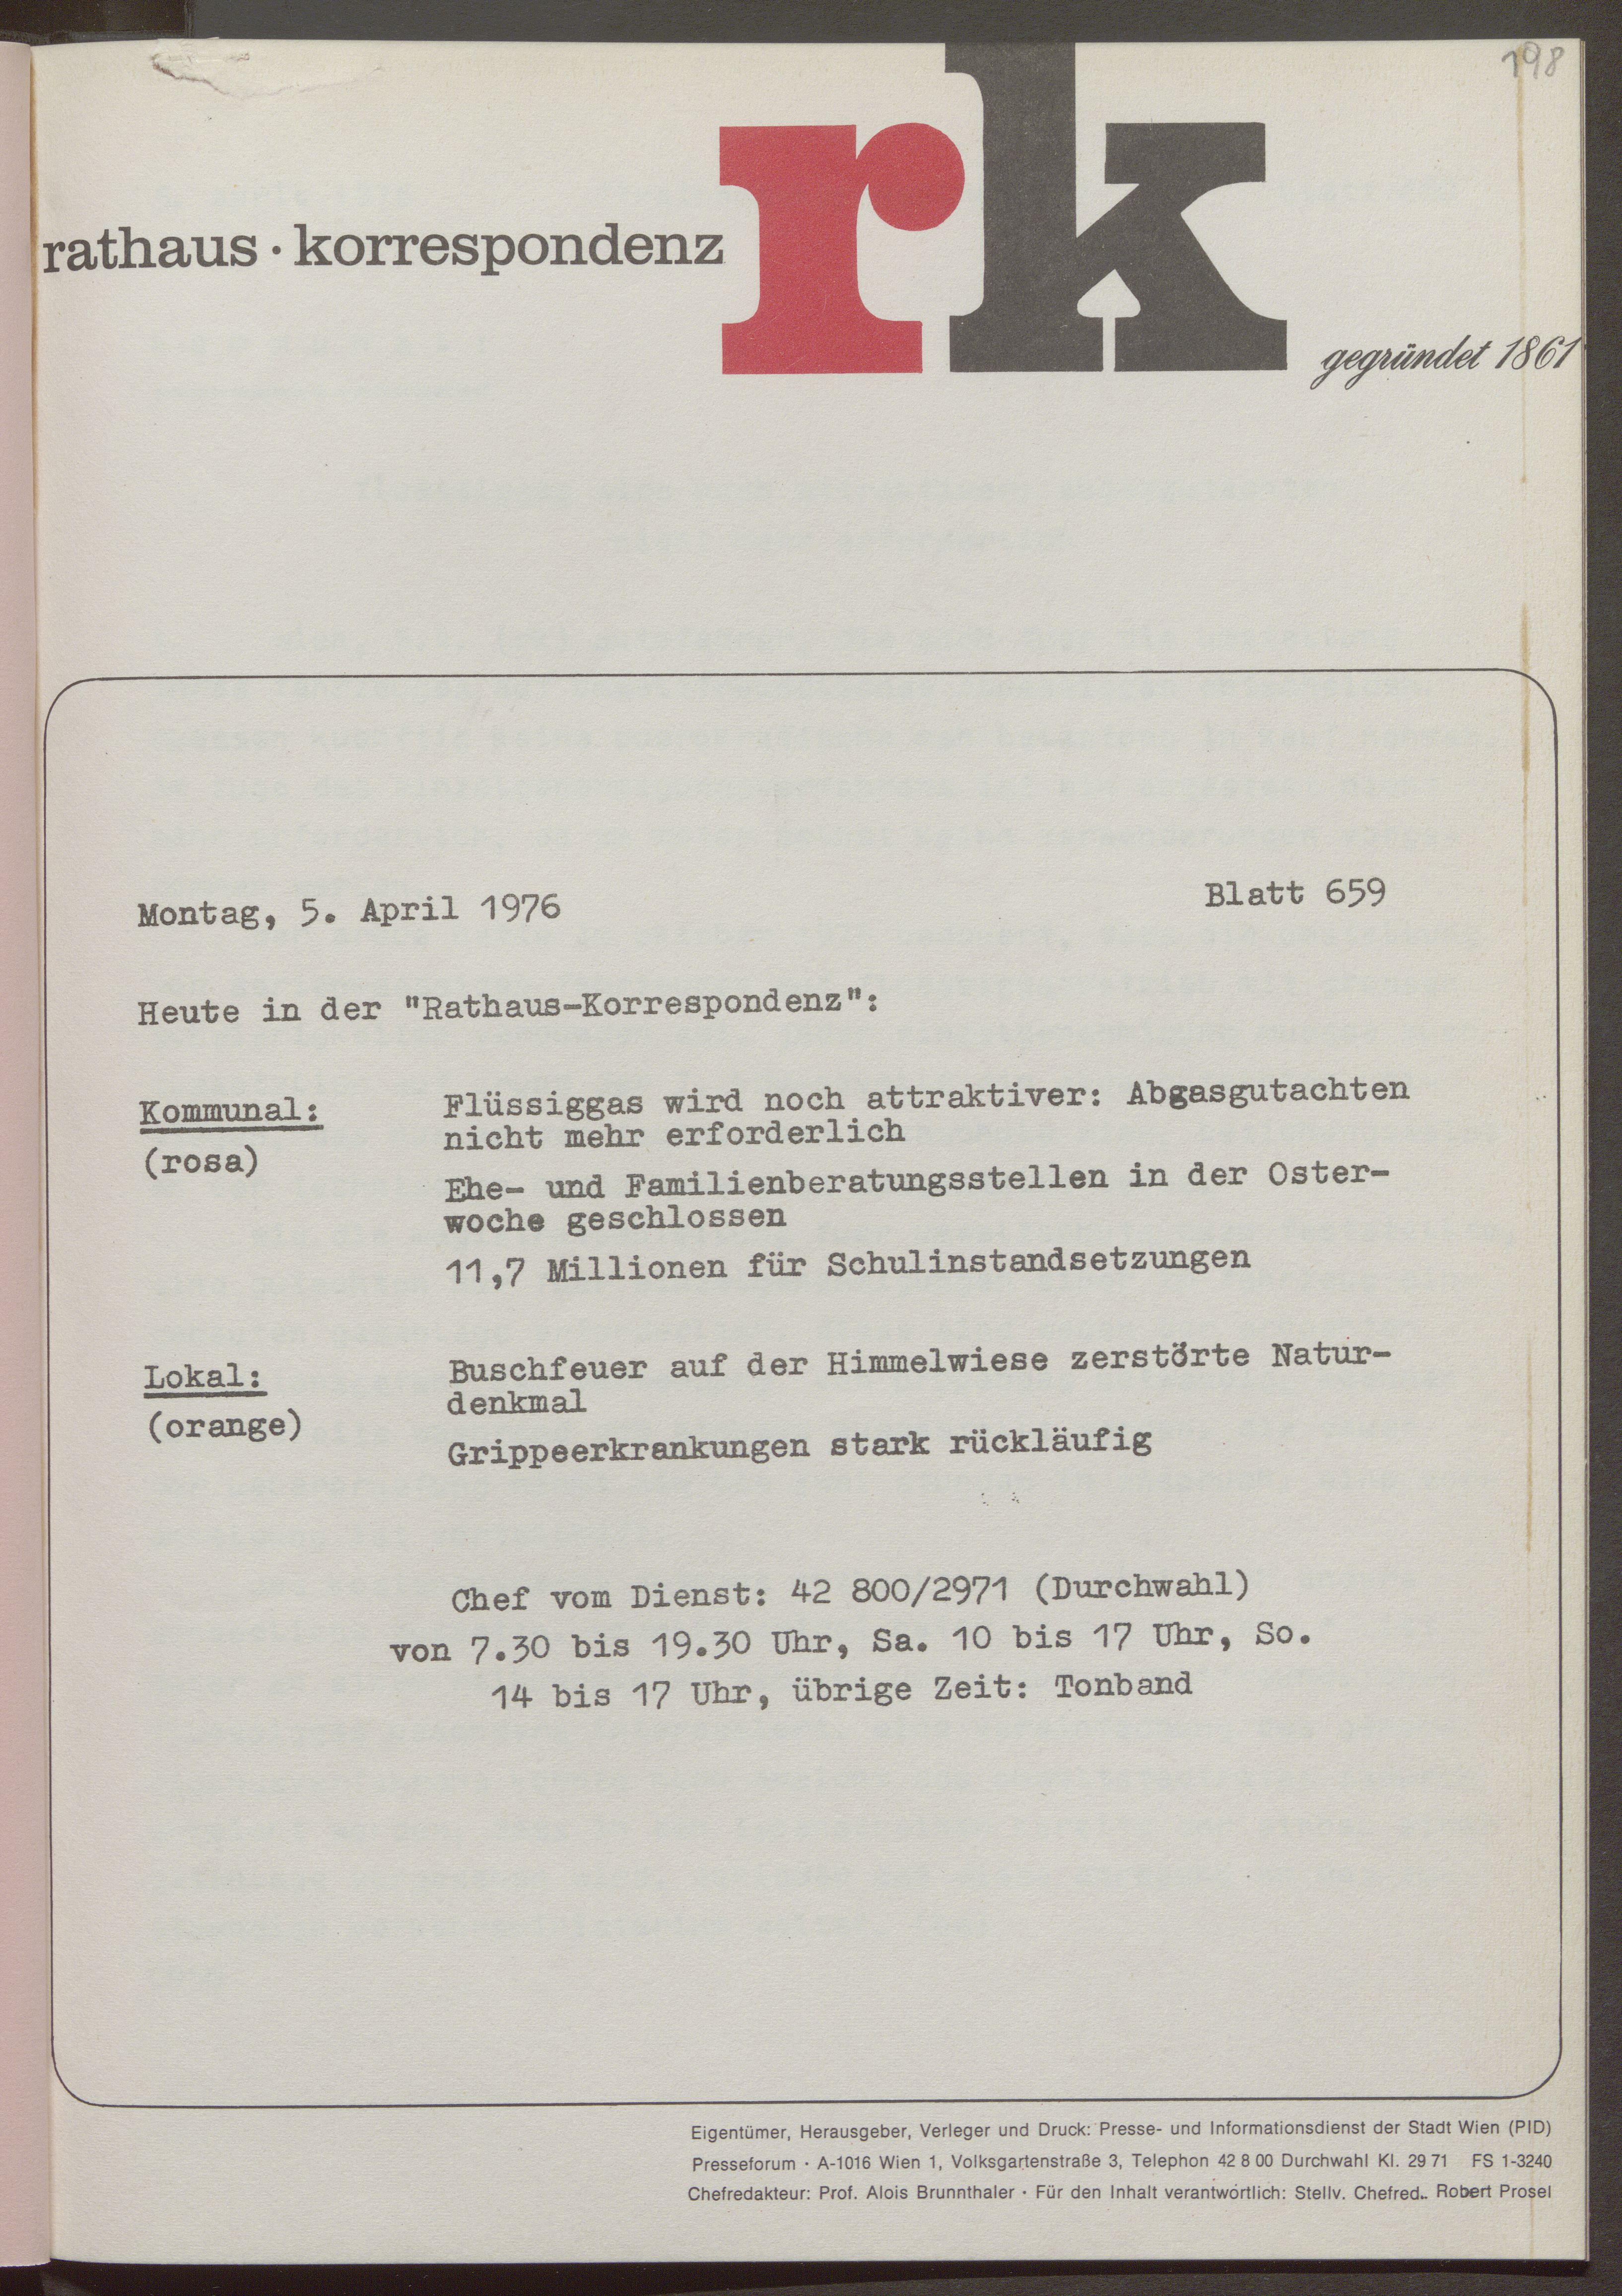 198
rk
rathaus · korrespondenz
gegründet 1861
Montag, 5. April 1976
Blatt 659
Heute in der "Rathaus-Korrespondenz":
Kommunal:
(rosa)
Flüssiggas wird noch attraktiver: Abgasgutachten
nicht mehr erforderlich
Ehe- und Familienberatungsstellen in der Oster-
woche geschlossen
11,7 Millionen für Schulinstandsetzungen
Lokal:
(orange)
Buschfeuer auf der Himmelwiese zerstörte Natur-
denkmal
Grippeerkrankungen stark rückläufig
Chef vom Dienst: 42 800/2971 (Durchwahl)
von 7.30 bis 19.30 Uhr, Sa. 10 bis 17 Uhr, So.
14 bis 17 Uhr, übrige Zeit: Tonband
Eigentümer, Herausgeber, Verleger und Druck: Presse- und Informationsdienst der Stadt Wien (PID)
Presseforum · A-1016 Wien 1, Volksgartenstraße 3, Telephon 42 8 00 Durchwahl Kl. 29 71 FS 1-3240
Chefredakteur: Prof. Alois Brunnthaler · Für den Inhalt verantwortlich: Stellv. Chefred. Robert Prosel